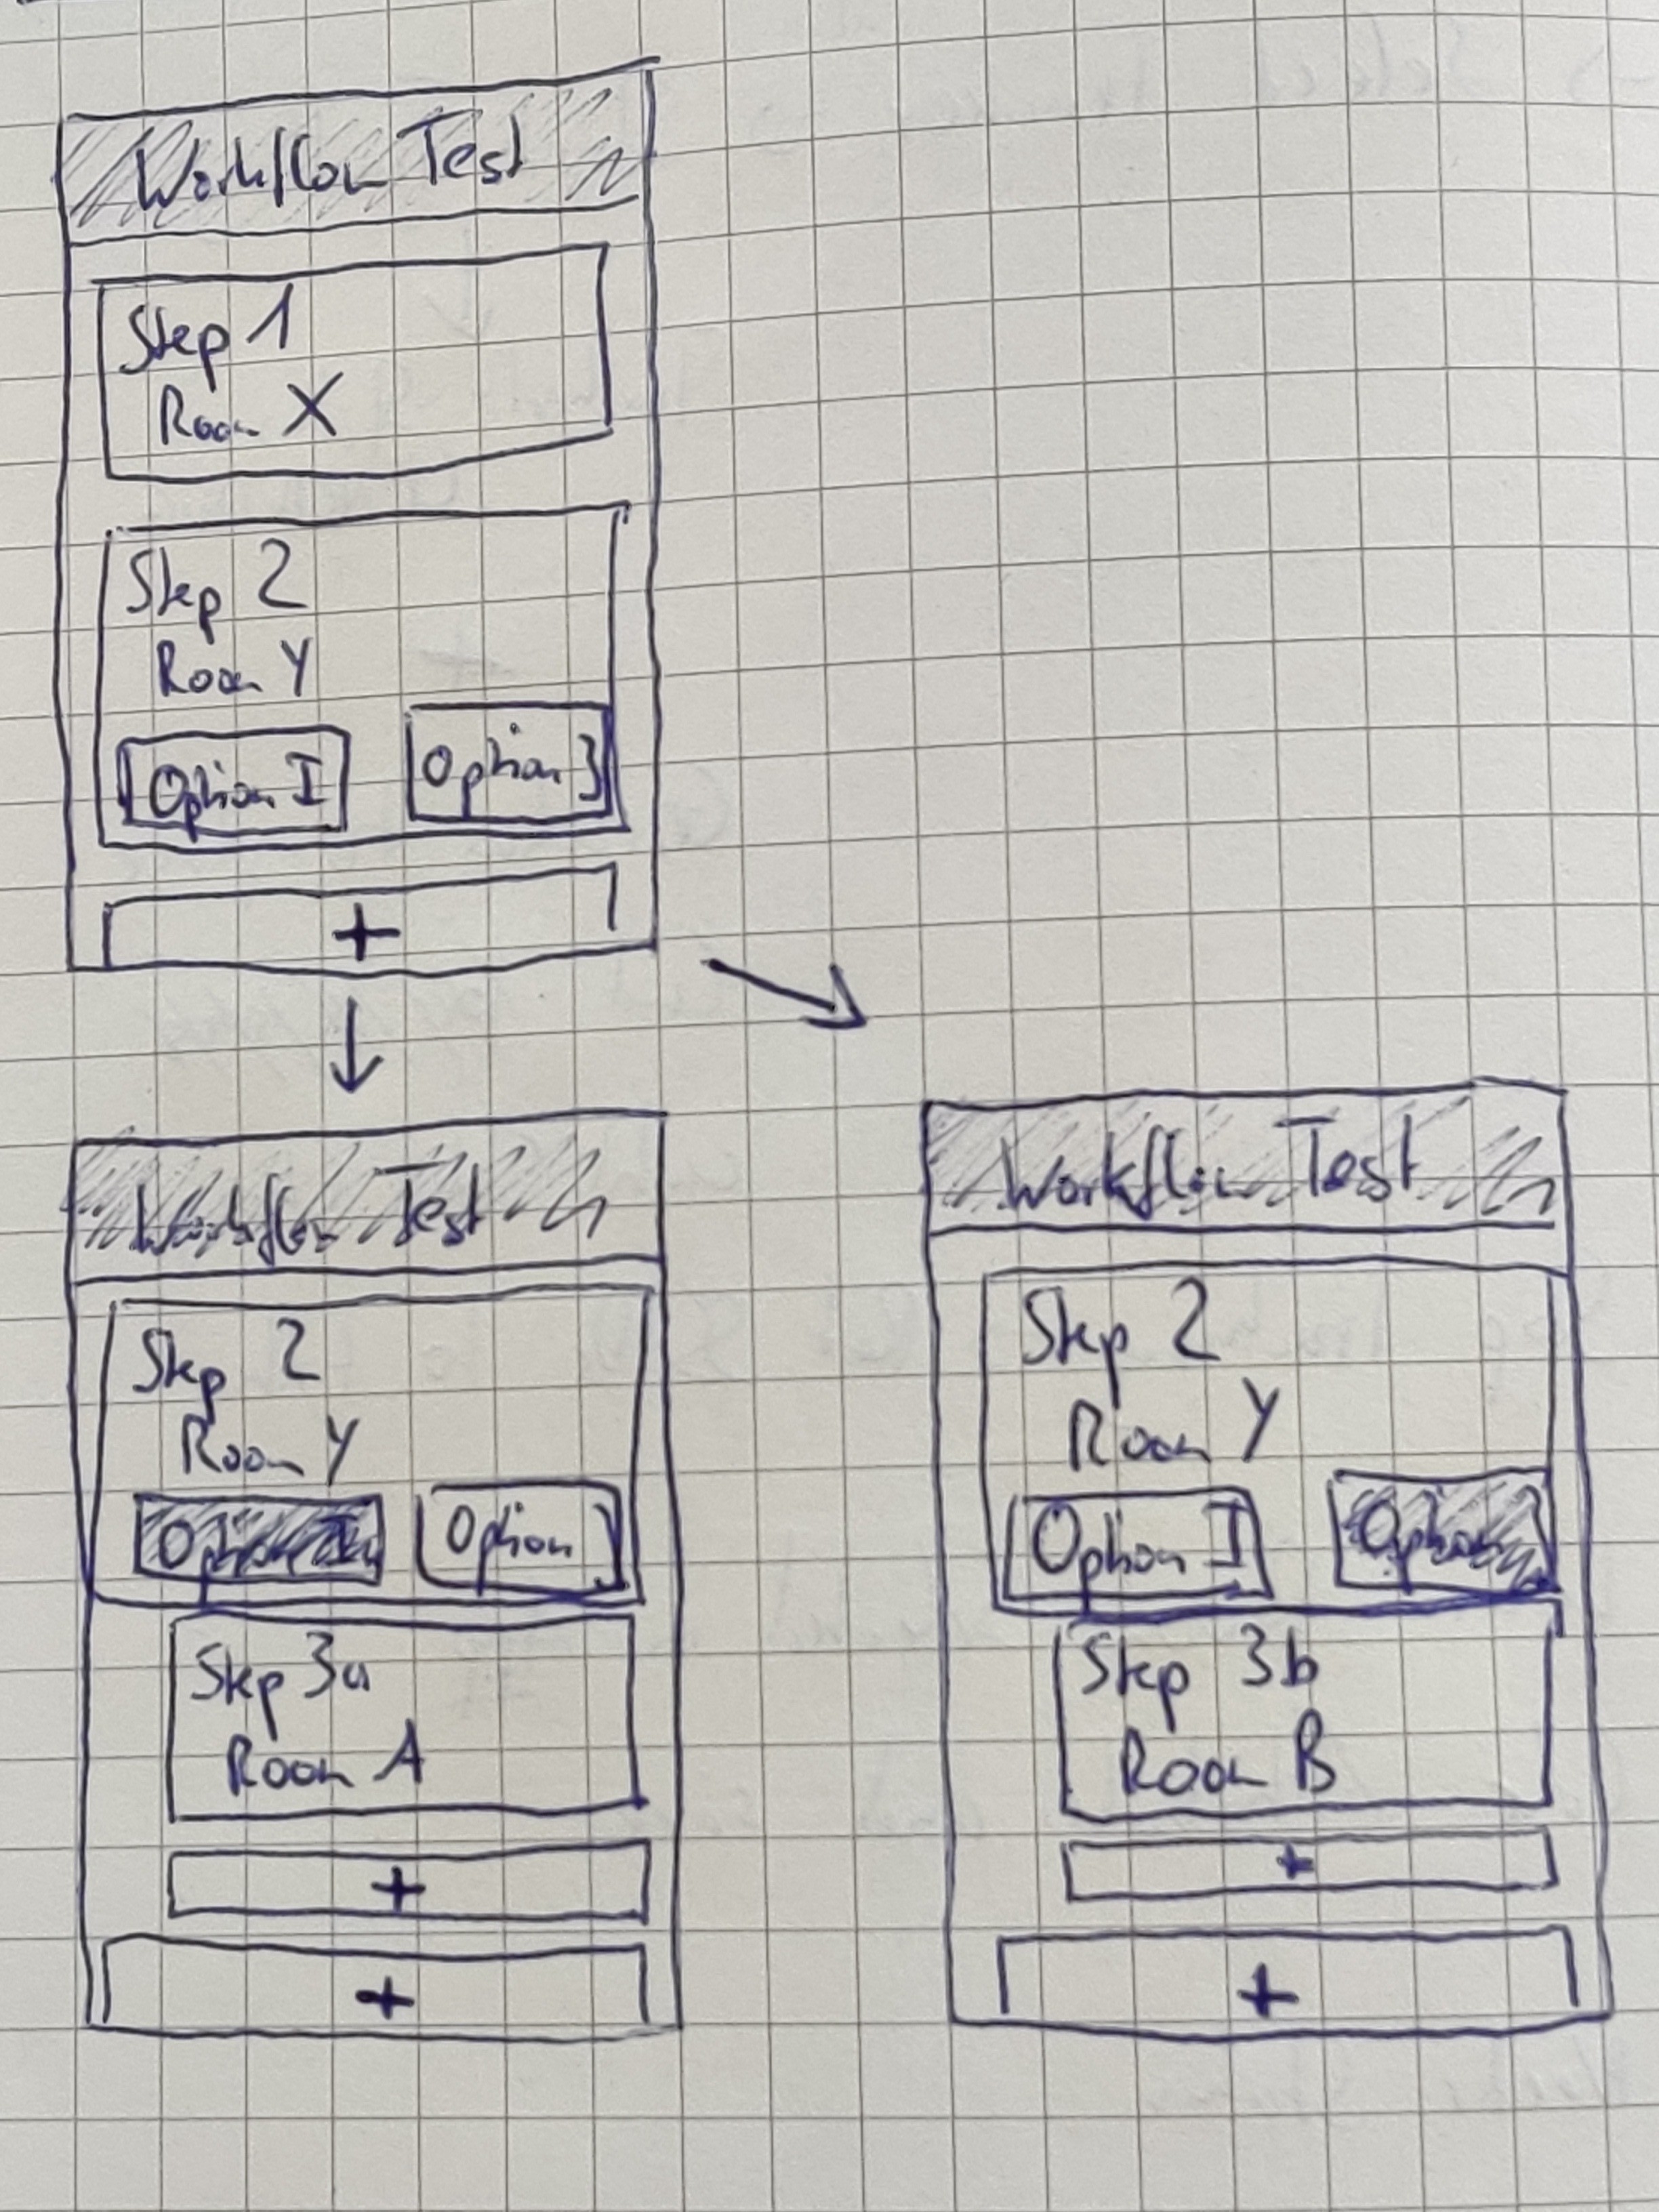 Workflow Test
Step 1
Room X
Step 2
Room Y
Option I
Option J
+
Workflow Test
Step 2
Room Y
Option
Option J
Step 3a
Room A
+
+
Workflow Test
Step 2
Room Y
Option I
Option
Step 3b
Room B
+
+